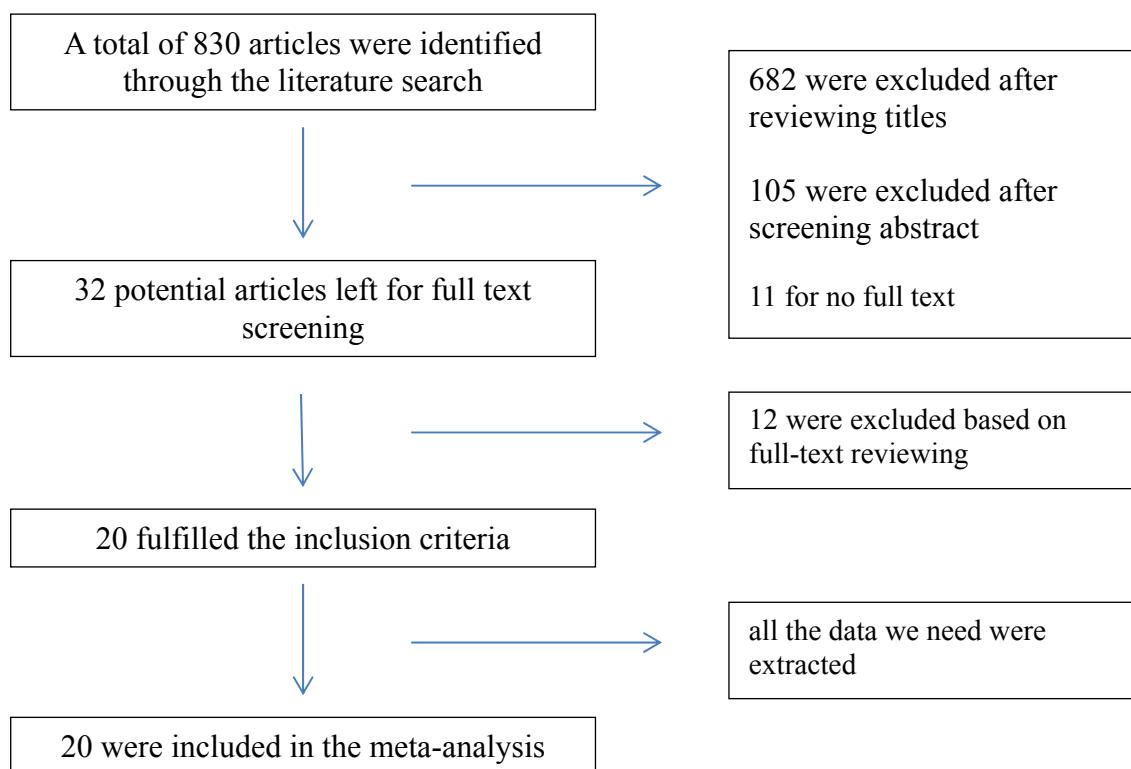 A total of 830 articles were identified
through the literature search
682 were excluded after
reviewing titles
105 were excluded after
screening abstract
11 for no full text
32 potential articles left for full text
screening
12 were excluded based on
full-text reviewing
20 fulfilled the inclusion criteria
all the data we need were
extracted
20 were included in the meta-analysis